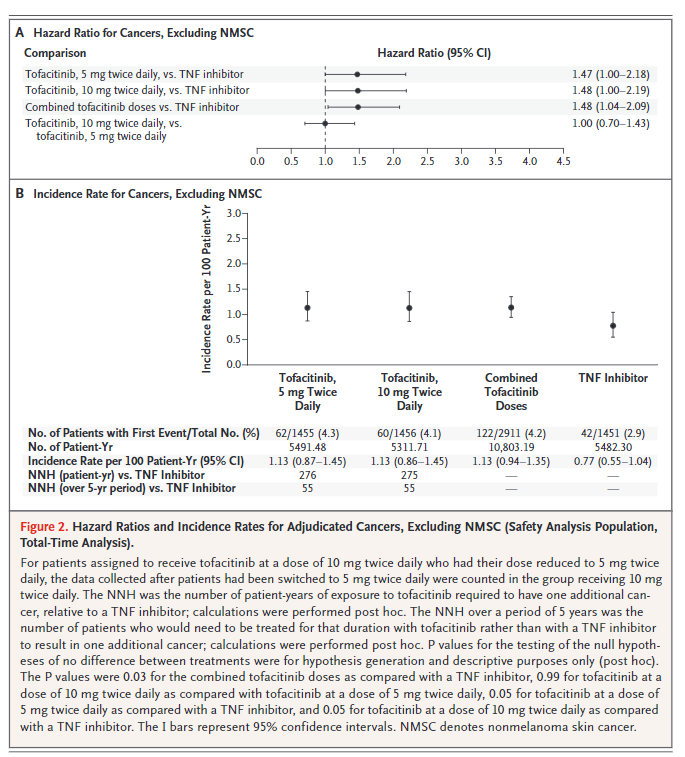 A Hazard Ratio for Cancers, Excluding NMSC
Comparison Hazard Ratio (95% CI)
Tofacitinib, 5 mg twice daily, vs. TNF inhibitor 1.47 (1.00–2.18)
Tofacitinib, 10 mg twice daily, vs. TNF inhibitor 1.48 (1.00–2.19)
Combined tofacitinib doses vs. TNF inhibitor 1.48 (1.04–2.09)
Tofacitinib, 10 mg twice daily, vs. 1.00 (0.70–1.43)
tofacitinib, 5 mg twice daily
0.0 0.5 1.0 1.5 2.0 2.5 3.0 3.5 4.0 4.5
B Incidence Rate for Cancers, Excluding NMSC
Incidence Rate per 100 Patient-Yr
3.0
2.5
2.0
1.5
1.0
0.5
0.0
Tofacitinib, Tofacitinib, Combined TNF Inhibitor
5 mg Twice 10 mg Twice Tofacitinib
Daily Daily Doses
No. of Patients with First Event/Total No. (%) 62/1455 (4.3) 60/1456 (4.1) 122/2911 (4.2) 42/1451 (2.9)
No. of Patient-Yr 5491.48 5311.71 10,803.19 5482.30
Incidence Rate per 100 Patient-Yr (95% CI) 1.13 (0.87–1.45) 1.13 (0.86–1.45) 1.13 (0.94–1.35) 0.77 (0.55–1.04)
NNH (patient-yr) vs. TNF Inhibitor 276 275 — —
NNH (over 5-yr period) vs. TNF Inhibitor 55 55 — —
Figure 2. Hazard Ratios and Incidence Rates for Adjudicated Cancers, Excluding NMSC (Safety Analysis Population,
Total-Time Analysis).
For patients assigned to receive tofacitinib at a dose of 10 mg twice daily who had their dose reduced to 5 mg twice
daily, the data collected after patients had been switched to 5 mg twice daily were counted in the group receiving 10 mg
twice daily. The NNH was the number of patient-years of exposure to tofacitinib required to have one additional can-
cer, relative to a TNF inhibitor; calculations were performed post hoc. The NNH over a period of 5 years was the
number of patients who would need to be treated for that duration with tofacitinib rather than with a TNF inhibitor
to result in one additional cancer; calculations were performed post hoc. P values for the testing of the null hypoth-
eses of no difference between treatments were for hypothesis generation and descriptive purposes only (post hoc).
The P values were 0.03 for the combined tofacitinib doses as compared with a TNF inhibitor, 0.99 for tofacitinib at a
dose of 10 mg twice daily as compared with tofacitinib at a dose of 5 mg twice daily, 0.05 for tofacitinib at a dose of
5 mg twice daily as compared with a TNF inhibitor, and 0.05 for tofacitinib at a dose of 10 mg twice daily as compared
with a TNF inhibitor. The I bars represent 95% confidence intervals. NMSC denotes nonmelanoma skin cancer.